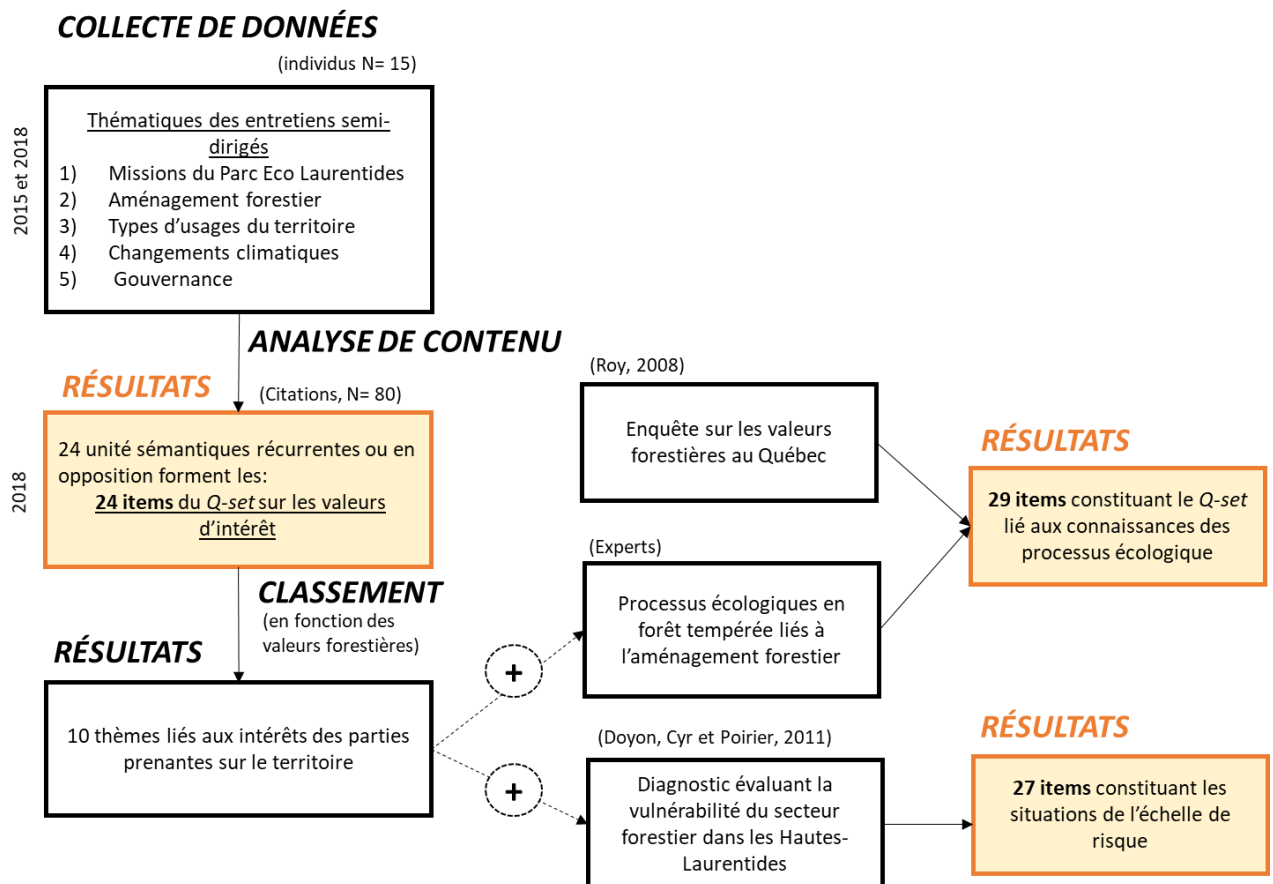 COLLECTE DE DONNÉES
(individus N= 15)
2015 et 2018
Thématiques des entretiens semi-
dirigés
1) Missions du Parc Eco Laurentides
2) Aménagement forestier
3) Types d'usages du territoire
4) Changements climatiques
5) Gouvernance
ANALYSE DE CONTENU
RÉSULTATS
(Citations, N= 80)
2018
24 unité sémantiques récurrentes ou en
opposition forment les:
24 items du Q-set sur les valeurs
d'intérêt
CLASSEMENT
(en fonction des
valeurs forestières)
RÉSULTATS
10 thèmes liés aux intérêts des parties
prenantes sur le territoire
+
+
(Roy, 2008)
Enquête sur les valeurs
forestières au Québec
(Experts)
Processus écologiques en
forêt tempérée liés à
l'aménagement forestier
(Doyon, Cyr et Poirier, 2011)
Diagnostic évaluant la
vulnérabilité du secteur
forestier dans les Hautes-
Laurentides
RÉSULTATS
29 items constituant le Q-set
lié aux connaissances des
processus écologique
RÉSULTATS
27 items constituant les
situations de l'échelle de
risque